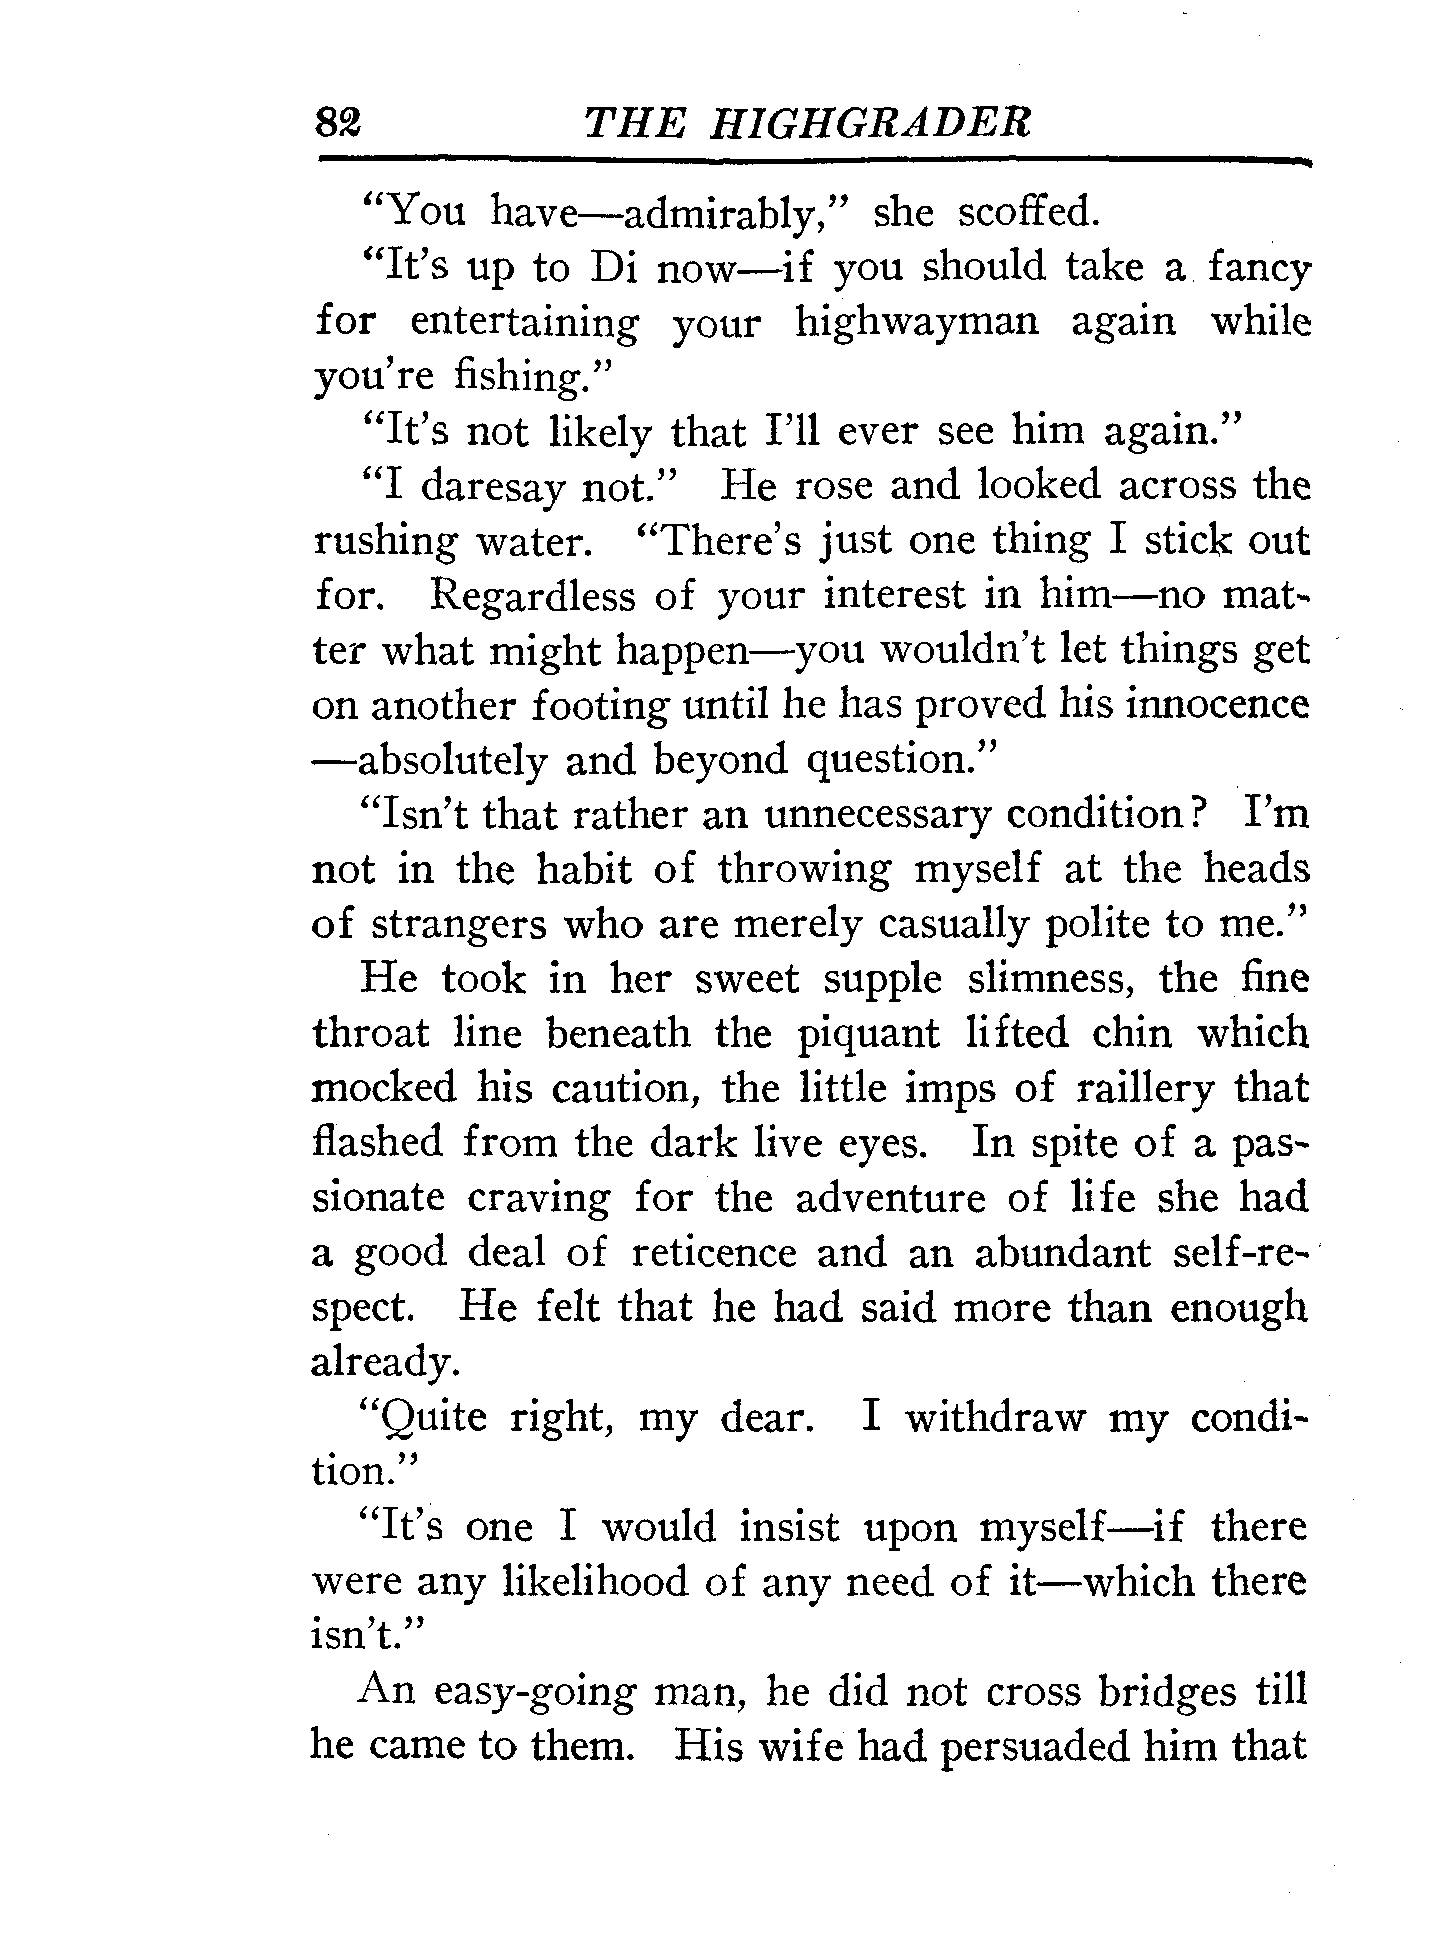 82 THE HIGHGRADER
“You have—admirably,” she scoffed.
“It’s up to Di now—if you should take a fancy
for entertaining your highwayman again while
you’re fishing.”
“It’s not likely that I’ll ever see him again.”
“I daresay not.” He rose and looked across the
rushing water. “There’s just one thing I stick out
for. Regardless of your interest in him—no mat-
ter what might happen—you wouldn’t let things get
on another footing until he has proved his innocence
—absolutely and beyond question.”
“Isn’t that rather an unnecessary condition? I’m
not in the habit of throwing myself at the heads
of strangers who are merely casually polite to me.”
He took in her sweet supple slimness, the fine
throat line beneath the piquant lifted chin which
mocked his caution, the little imps of raillery that
flashed from the dark live eyes. In spite of a pas-
sionate craving for the adventure of life she had
a good deal of reticence and an abundant self-re-
spect. He felt that he had said more than enough
already.
“Quite right, my dear. I withdraw my condi-
tion.”
“It’s one I would insist upon myself—if there
were any likelihood of any need of it—which there
isn’t.”
An easy-going man, he did not cross bridges till
he came to them. His wife had persuaded him that